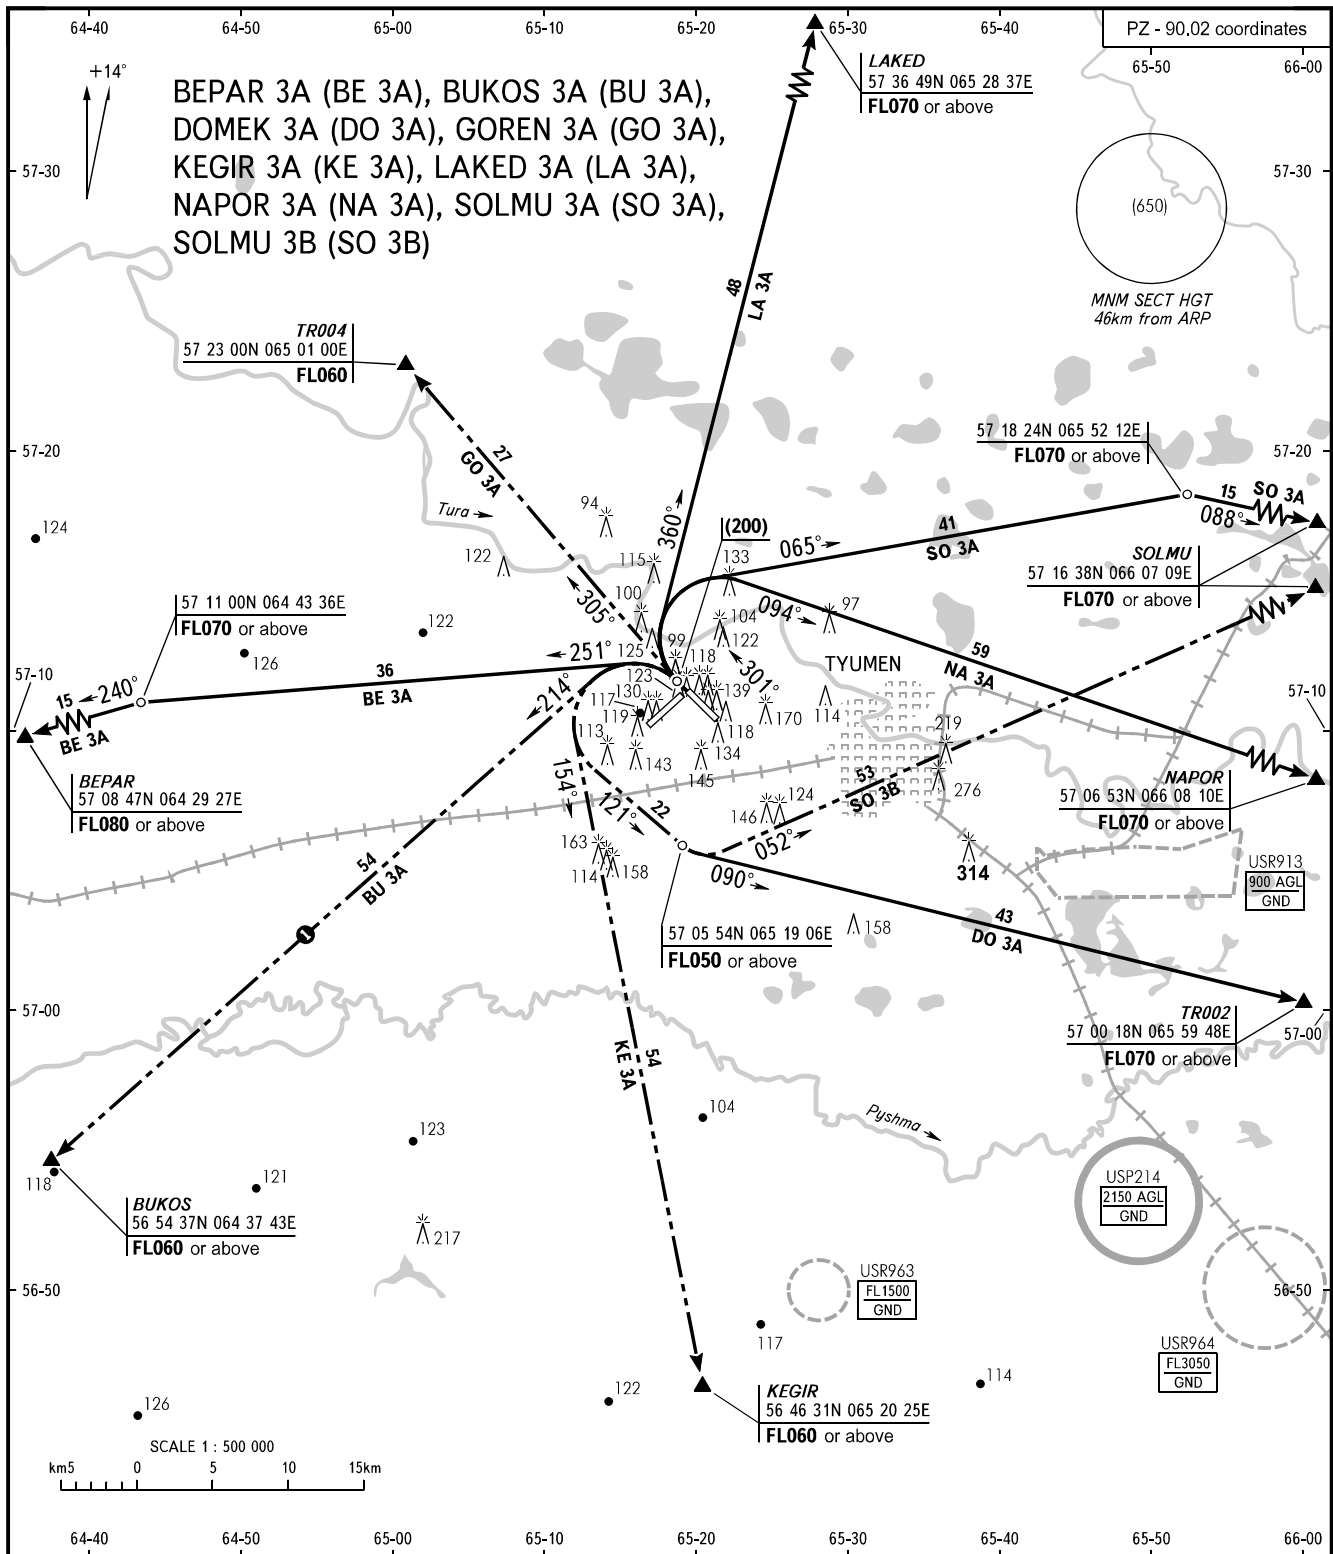 64-40
64-50
65-00
65-10
65-20
65-30
65-40
PZ - 90.02 coordinates
65-50
66-00
+14°
BEPAR 3A (BE 3A), BUKOS 3A (BU 3A),
DOMEK 3A (DO 3A), GOREN 3A (GO 3A),
KEGIR 3A (KE 3A), LAKED 3A (LA 3A),
NAPOR 3A (NA 3A), SOLMU 3A (SO 3A),
SOLMU 3B (SO 3B)
LAKED
57 36 49N 065 28 37E
FL070 or above
57-30
57-30
(650)
MNM SECT HGT
46km from ARP
48
LA 3A
TR004
57 23 00N 065 01 00E
FL060
27
GO 3A
57-20
57-20
57 18 24N 065 52 12E
FL070 or above
15
SO 3A
088°
41
SO 3A
065°
SOLMU
57 16 38N 066 07 09E
FL070 or above
Tura
94
124
122
115
360°
(200)
133
100
305°
094°
97
104
122
57 11 00N 064 43 36E
FL070 or above
122
126
125
251°
99
118
301°
TYUMEN
59
NA 3A
57-10
57-10
36
BE 3A
240°
15
BE 3A
214°
123
130
117
119
139
170
114
118
134
113
143
145
219
276
BEPAR
57 08 47N 064 29 27E
FL080 or above
NAPOR
57 06 53N 066 08 10E
FL070 or above
154°
121°
22
53
SO 3B
124
146
052°
163
114
158
090°
314
USR913
900 AGL
GND
54
BU 3A
57 05 54N 065 19 06E
FL050 or above
158
43
DO 3A
57-00
57-00
TR002
57 00 18N 065 59 48E
FL070 or above
54
KE 3A
104
Pyshma
123
118
121
BUKOS
56 54 37N 064 37 43E
FL060 or above
217
USP214
2150 AGL
GND
56-50
56-50
USR963
FL1500
GND
117
USR964
FL3050
GND
114
122
126
KEGIR
56 46 31N 065 20 25E
FL060 or above
SCALE 1 : 500 000
km5
0
5
10
15km
64-40
64-50
65-00
65-10
65-20
65-30
65-40
65-50
66-00